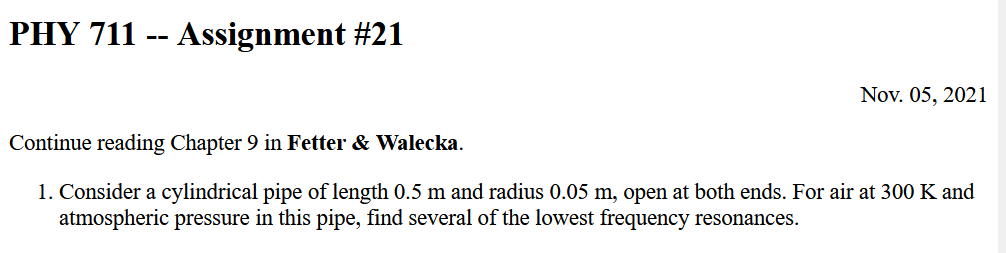 PHY 711 -- Assignment #21
Nov. 05, 2021
Continue reading Chapter 9 in Fetter & Walecka.
1. Consider a cylindrical pipe of length 0.5 m and radius 0.05 m, open at both ends. For air at 300 K and
atmospheric pressure in this pipe, find several of the lowest frequency resonances.